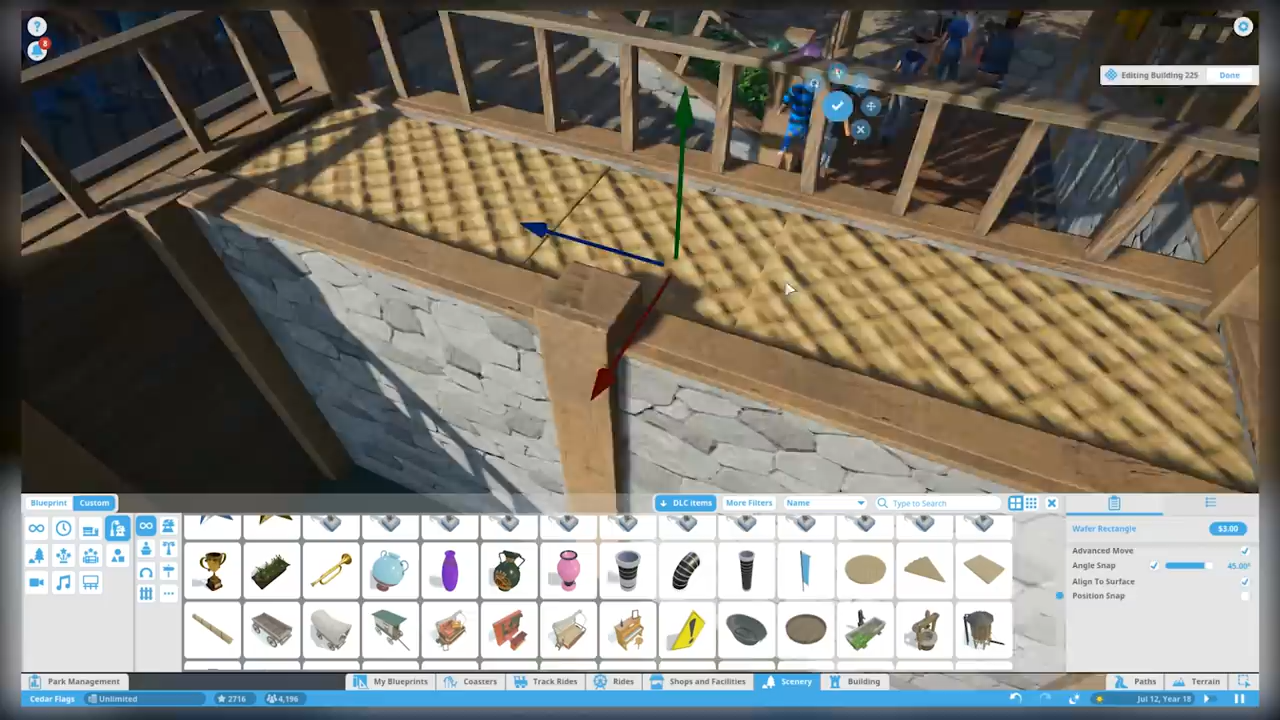 ?
8
Editing Building 225 Done
Blueprint Custom DLC Items More Filters Name Type to Search
Wafer Rectangle $3.00
Advanced Move
Angle Snap 45.00°
Align To Surface
Position Snap
Park Management My Blueprints Coasters Track Rides Rides Shops and Facilities Scenery Building Paths Terrain
Cedar Flags Unlimited 2716 4,196 Jul 12, Year 18